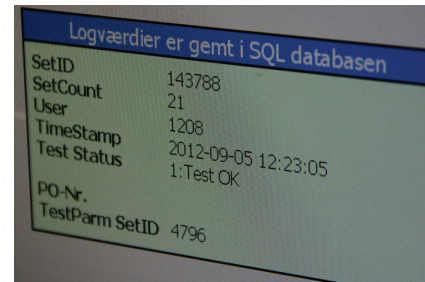 Logværdier er gemt i SQL databasen
SetID 143788
SetCount 21
User 1208
TimeStamp 2012-09-05 12:23:05
Test Status 1:Test OK
PO-Nr.
TestParm SetID 4796